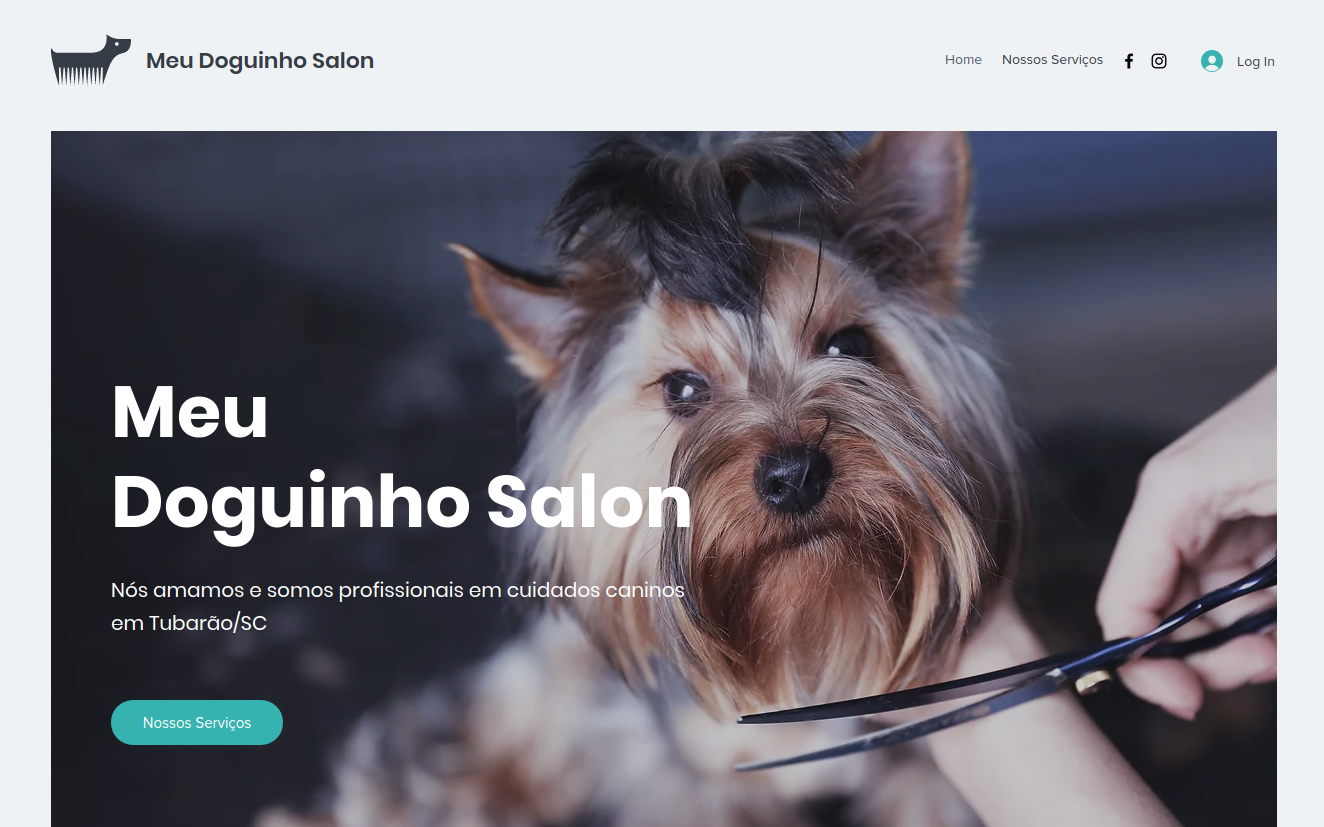 Meu Doguinho Salon
Home
Nossos Serviços
Log In
Meu
Doguinho Salon
Nós amamos e somos profissionais em cuidados caninos
em Tubarão/SC
Nossos Serviços